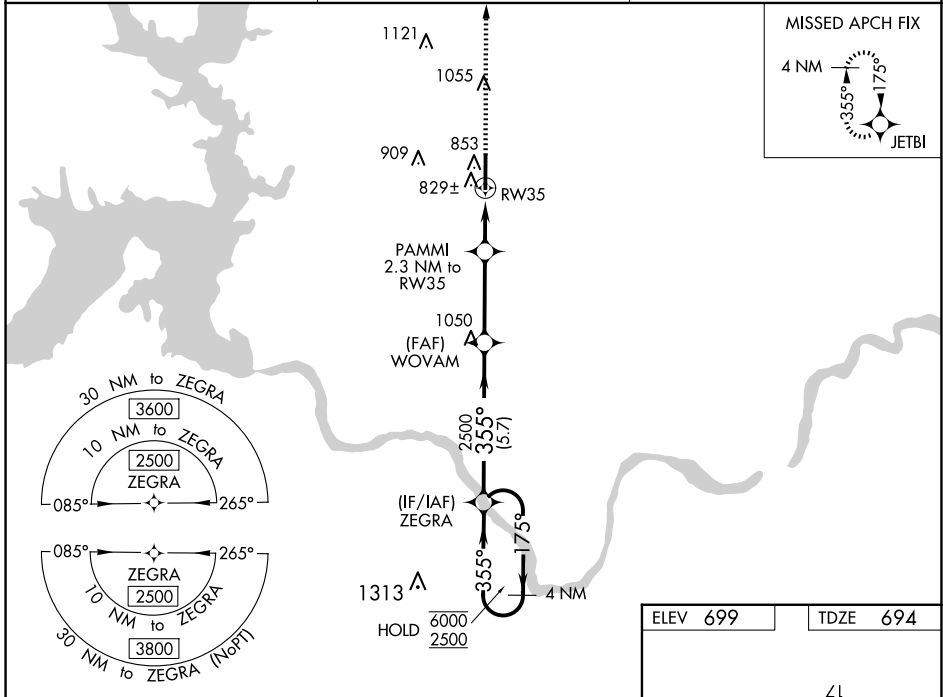 MISSED APCH FIX
4 NM
355°
175°
JETBI
1121
1055
909
853
829±
RW35
PAMMI
2.3 NM to
RW35
1050
(FAF)
WOVAM
2500
355°
(5.7)
(IF/IAF)
ZEGRA
175°
355°
4 NM
1313
HOLD
6000
2500
30 NM to ZEGRA
3600
10 NM to ZEGRA
2500
ZEGRA
085°
265°
085°
265°
ZEGRA
2500
10 NM to ZEGRA
3800
30 NM to ZEGRA (NoPT)
ELEV 699
TDZE 694